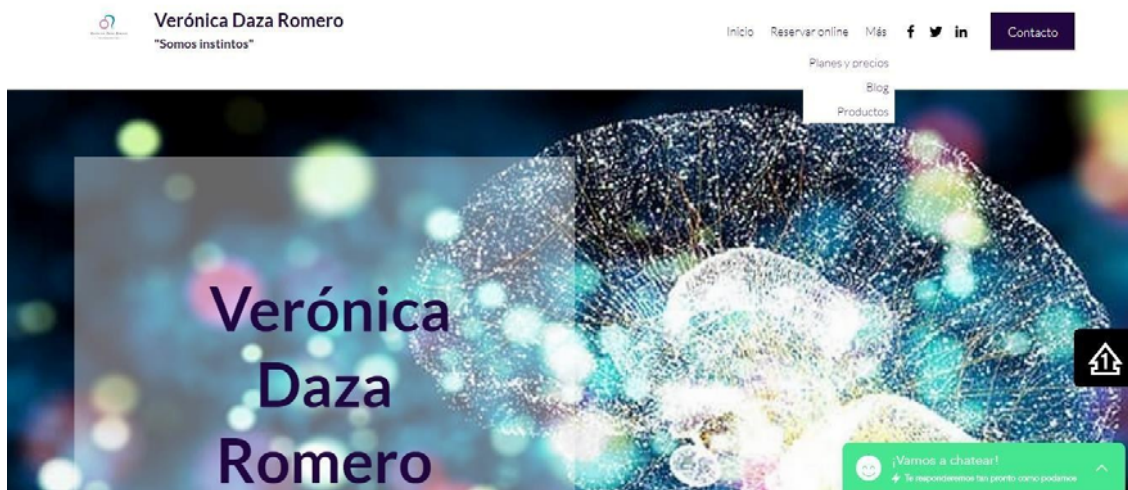 Verónica Daza Romero
"Somos instintos"
Inicio Reservar online Más
Contacto
Planes y precios
Blog
Productos
Verónica
Daza
Romero
1
¡Vamos a chatear!
Te responderemos tan pronto como podamos